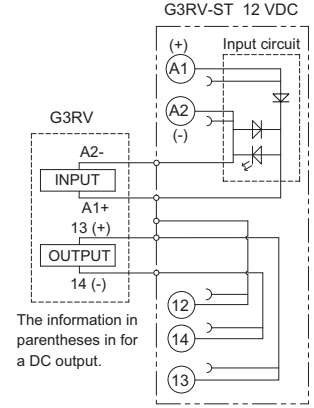 G3RV-ST 12 VDC
(+)
Input circuit
A1
A2
(-)
G3RV
A2-
INPUT
A1+
13 (+)
OUTPUT
14 (-)
12
14
13
The information in
parentheses in for
a DC output.